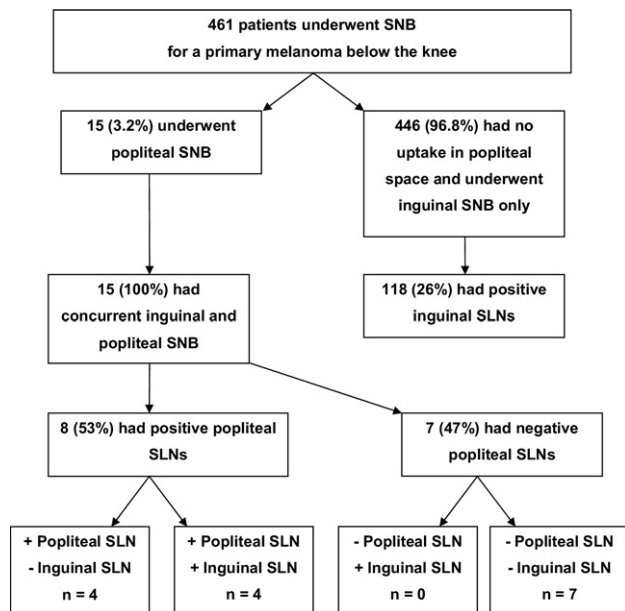 461 patients underwent SNB
for a primary melanoma below the knee
15 (3.2%) underwent
popliteal SNB
446 (96.8%) had no
uptake in popliteal
space and underwent
inguinal SNB only
15 (100%) had
concurrent inguinal and
popliteal SNB
118 (26%) had positive
inguinal SLNs
8 (53%) had positive popliteal
SLNs
7 (47%) had negative
popliteal SLNs
+ Popliteal SLN
- Inguinal SLN
n = 4
+ Popliteal SLN
+ Inguinal SLN
n = 4
- Popliteal SLN
+ Inguinal SLN
n = 0
- Popliteal SLN
- Inguinal SLN
n = 7